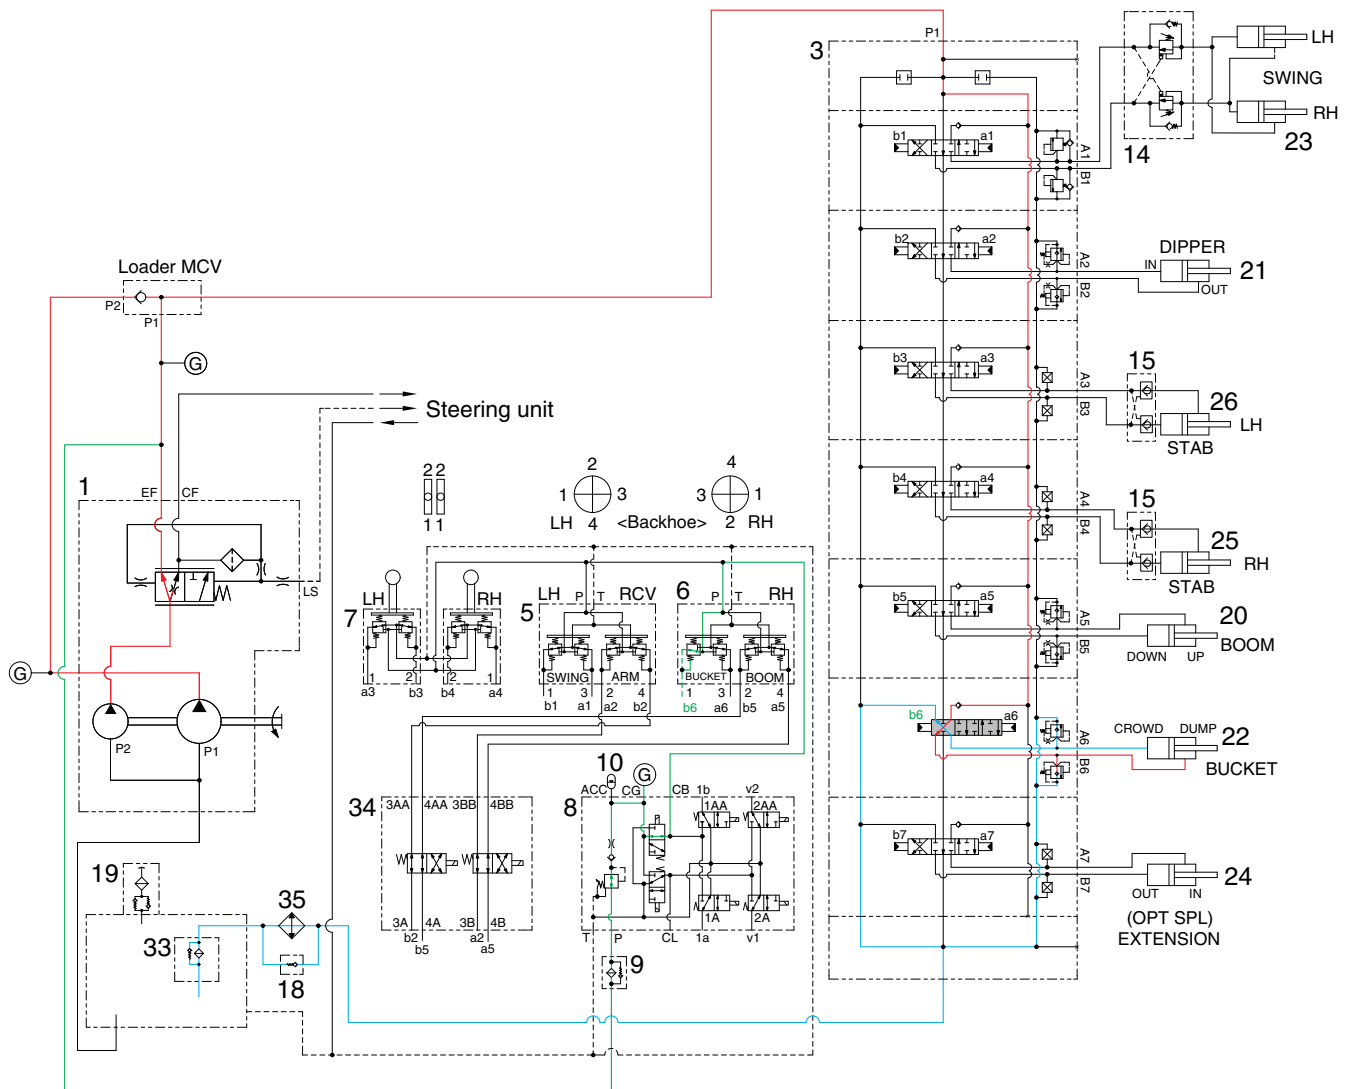 P1
3
LH
SWING
RH
23
14
b1
a1
A1
B1
b2
a2
A2
B2
DIPPER
IN
OUT
21
Loader MCV
P2
P1
G
b3
a3
A3
B3
15
26
LH
STAB
Steering unit
1
EF
CF
LS
2 2
1 1
2
1
3
4
LH
<Backhoe>
4
3
1
2
RH
b4
a4
A4
B4
15
25
RH
STAB
7
LH
RH
1
2
2
1
a3
b3
b4
a4
LH
P
T
RCV
5
SWING
ARM
1
3
2
4
b1
a1
a2
b2
6
P
T
RH
BUCKET
BOOM
1
3
2
4
b6
a6
b5
a5
b5
a5
A5
B5
20
DOWN
UP
BOOM
G
P2
P1
b6
a6
A6
B6
CROWD
DUMP
22
BUCKET
34
3AA
4AA
3BB
4BB
3A
4A
3B
4B
b2
a2
b5
a5
10
ACC
G
CG
CB
1b
v2
8
1AA
2AA
1A
2A
T
P
CL
1a
v1
9
b7
a7
A7
B7
OUT
IN
24
(OPT SPL)
EXTENSION
19
35
33
18